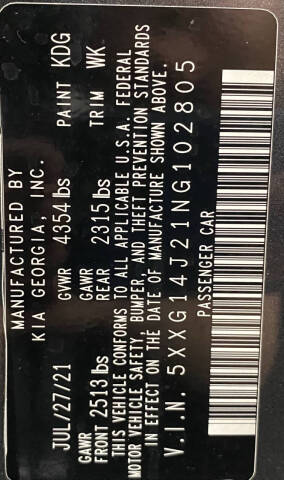 MANUFACTURED BY
KIA GEORGIA, INC.
JUL/27/21 GVWR 4354 lbs PAINT KDG
GAWR FRONT 2513 lbs GAWR REAR 2315 lbs TRIM WK
THIS VEHICLE CONFORMS TO ALL APPLICABLE U.S.A. FEDERAL
MOTOR VEHICLE SAFETY, BUMPER, AND THEFT PREVENTION STANDARDS
IN EFFECT ON THE DATE OF MANUFACTURE SHOWN ABOVE.
V.I.N. 5XXG14J21NG102805
PASSENGER CAR